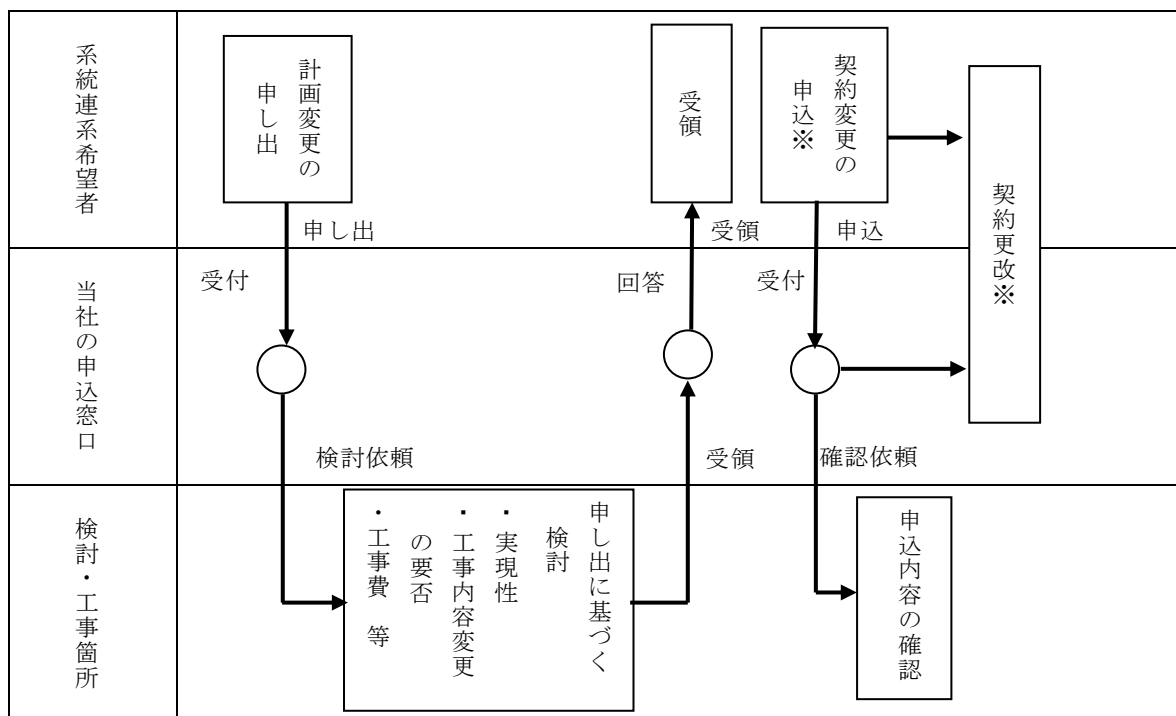 系統連系希望者
計画変更の
申し出
受領
契約変更の
申込※
契約更改※
申し出
受領
申込
当社の申込窓口
受付
回答
受付
検討依頼
受領
確認依頼
検討・工事箇所
申し出に基づく
検討
・実現性
・工事内容変更
の要否
・工事費 等
申込内容の確認